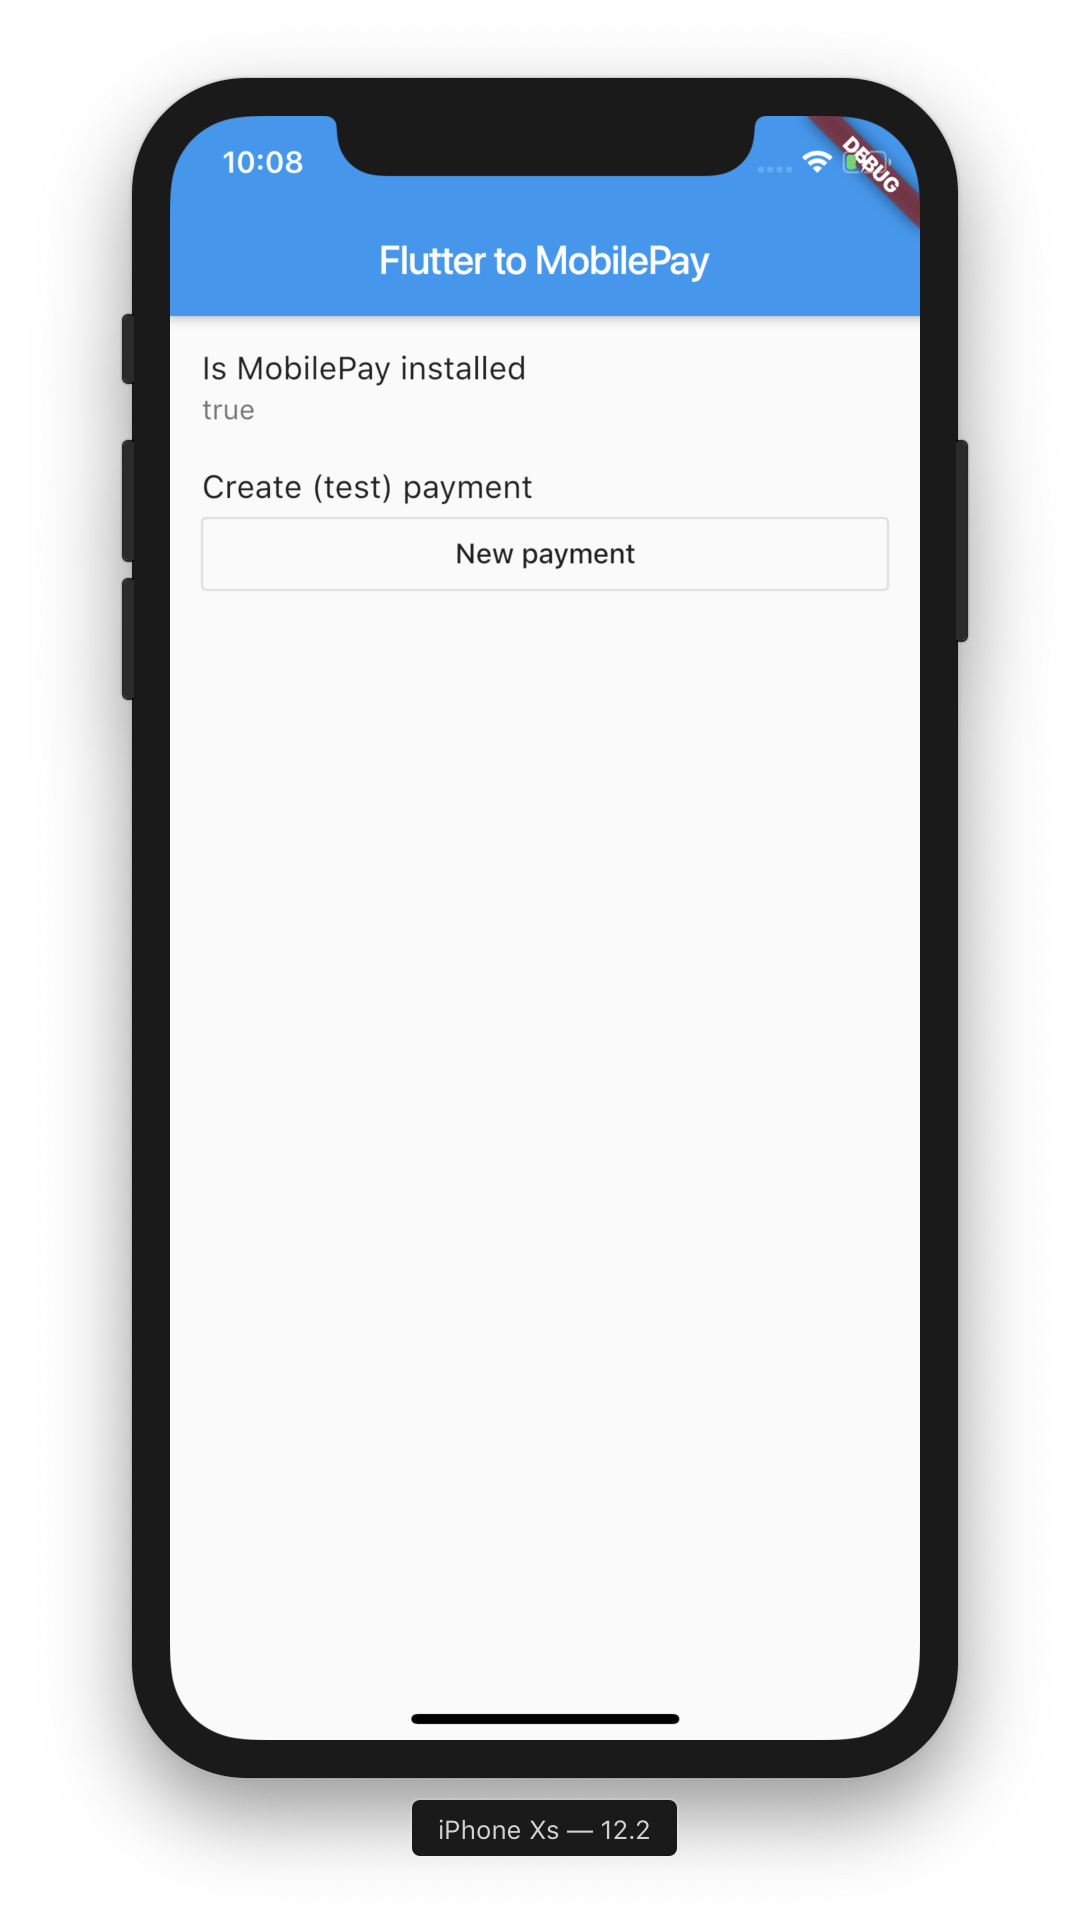 10:08
DEBUG
Flutter to MobilePay
Is MobilePay installed
true
Create (test) payment
New payment
iPhone Xs — 12.2